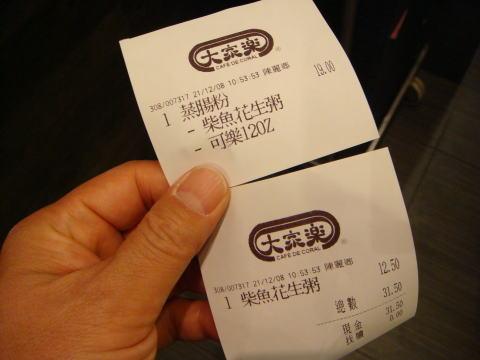 大家樂
®
CAFE DE CORAL
308/007317 21/12/08 10:53:53 陳麗鄉
1 蒸腸粉 19.00
- 柴魚花生粥
- 可樂12OZ
大家樂
®
CAFE DE CORAL
308/007317 21/12/08 10:53:53 陳麗鄉
1 柴魚花生粥 12.50
總數 31.50
現金 31.50
找續 0.00